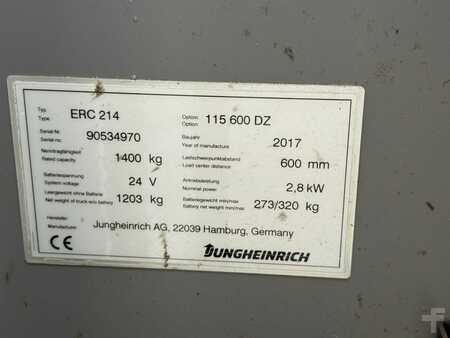 Typ.
Type. ERC 214 Option Option 115 600 DZ
Serial Nr.
Serial no. 90534970 Baujahr
Year of manufacture 2017
Nenntragfähigkeit
Rated capacity 1400 kg Lastschwerpunktabstand
Load center distance 600 mm
Batteriespannung
System voltage 24 V Antriebsleistung
Nominal power 2,8 kW
Leergewicht ohne Batterie
Net weight of truck w/o battery 1203 kg Batteriegewicht min/max
Battery net weight min/max 273/320 kg
Hersteller
Manufacturer Jungheinrich AG, 22039 Hamburg, Germany
CE JUNGHEINRICH